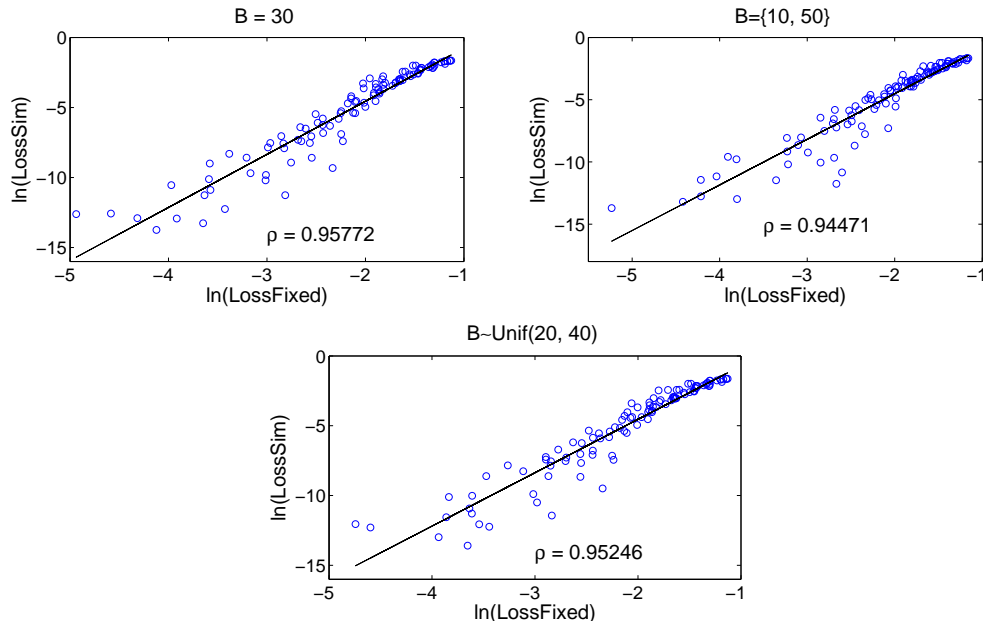 B = 30
0
−5
−10
−15
−5 −4 −3 −2 −1
ln(LossFixed)
ln(LossSim)
ρ = 0.95772
B={10, 50}
0
−5
−10
−15
−5 −4 −3 −2 −1
ln(LossFixed)
ln(LossSim)
ρ = 0.94471
B~Unif(20, 40)
0
−5
−10
−15
−5 −4 −3 −2 −1
ln(LossFixed)
ln(LossSim)
ρ = 0.95246